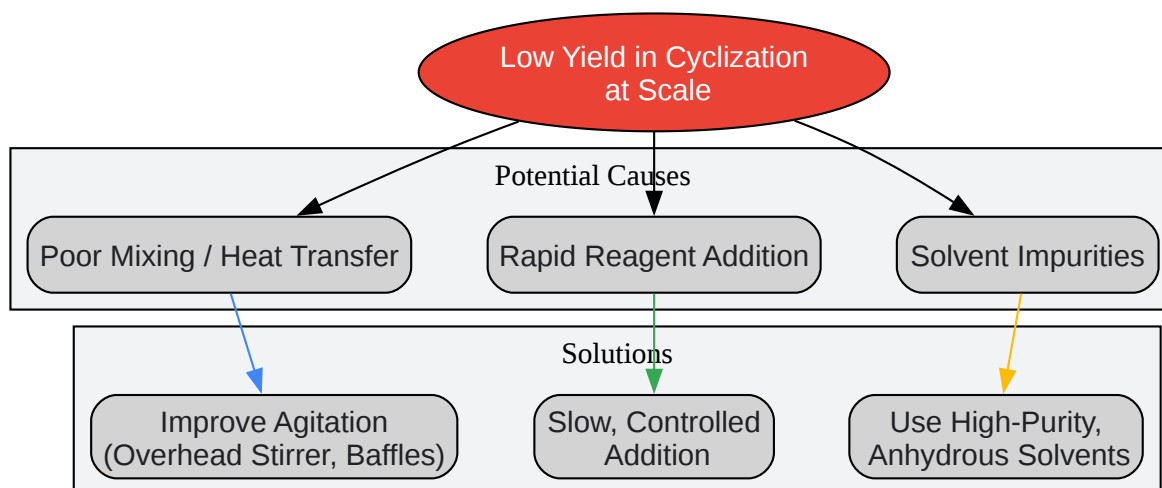 Low Yield in Cyclization
at Scale
Potential Causes
Poor Mixing / Heat Transfer
Rapid Reagent Addition
Solvent Impurities
Solutions
Improve Agitation
(Overhead Stirrer, Baffles)
Slow, Controlled
Addition
Use High-Purity,
Anhydrous Solvents